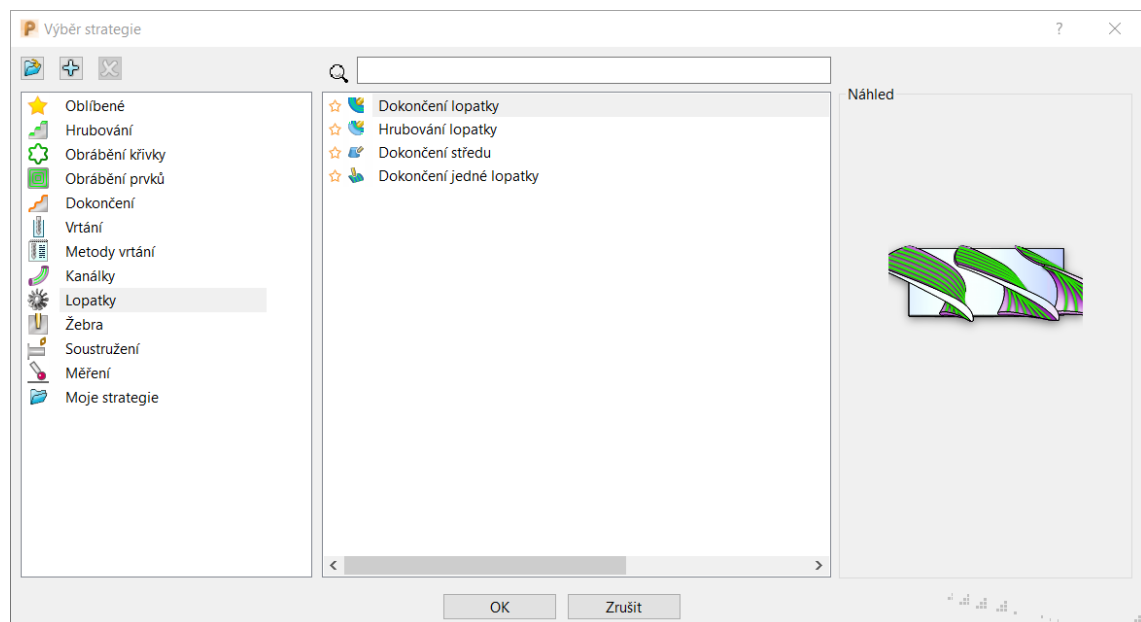 Výběr strategie
Náhled
Oblíbené
Hrubování
Obrábění křivky
Obrábění prvků
Dokončení
Vrtání
Metody vrtání
Kanálky
Lopatky
Žebra
Soustružení
Měření
Moje strategie
Dokončení lopatky
Hrubování lopatky
Dokončení středu
Dokončení jedné lopatky
OK
Zrušit